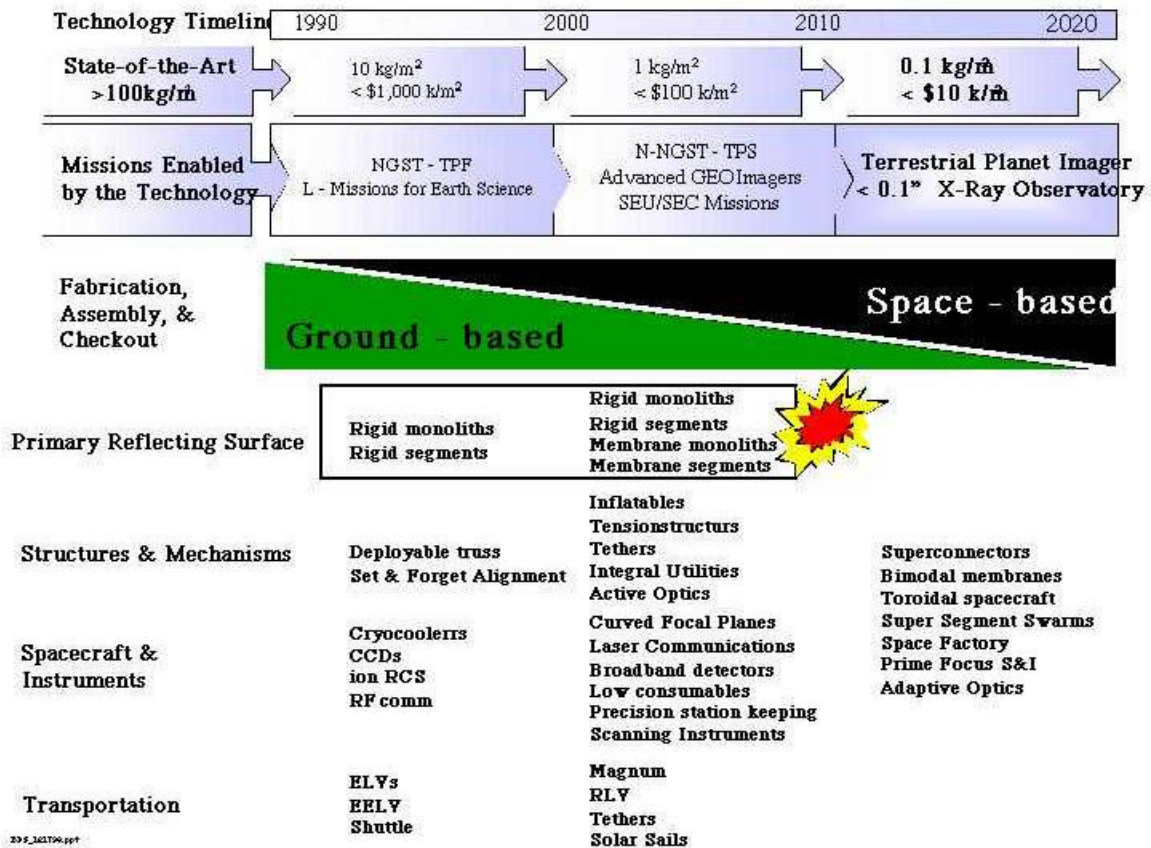 Technology Timeline 1990 2000 2010 2020
State-of-the-Art
>100kg/m²
10 kg/m²
< $1,000 k/m²
1 kg/m²
< $100 k/m²
0.1 kg/m²
< $10 k/m²
Missions Enabled
by the Technology
NGST - TPF
L - Missions for Earth Science
N-NGST - TPS
Advanced GEO Imagers
SEU/SEC Missions
Terrestrial Planet Imager
< 0.1” X-Ray Observatory
Fabrication,
Assembly, &
Checkout
Ground - based
Space - based
Primary Reflecting Surface
Rigid monoliths
Rigid segments
Rigid monoliths
Rigid segments
Membrane monoliths
Membrane segments
Structures & Mechanisms
Deployable truss
Set & Forget Alignment
Inflatables
Tensionstructurs
Tethers
Integral Utilities
Active Optics
Superconnectors
Bimodal membranes
Toroidal spacecraft
Super Segment Swarms
Space Factory
Prime Focus S&I
Adaptive Optics
Spacecraft &
Instruments
Cryocoolerrs
CCDs
ion RCS
RF comm
Curved Focal Planes
Laser Communications
Broadband detectors
Low consumables
Precision station keeping
Scanning Instruments
Transportation
ELVs
EELV
Shuttle
Magnum
RLV
Tethers
Solar Sails